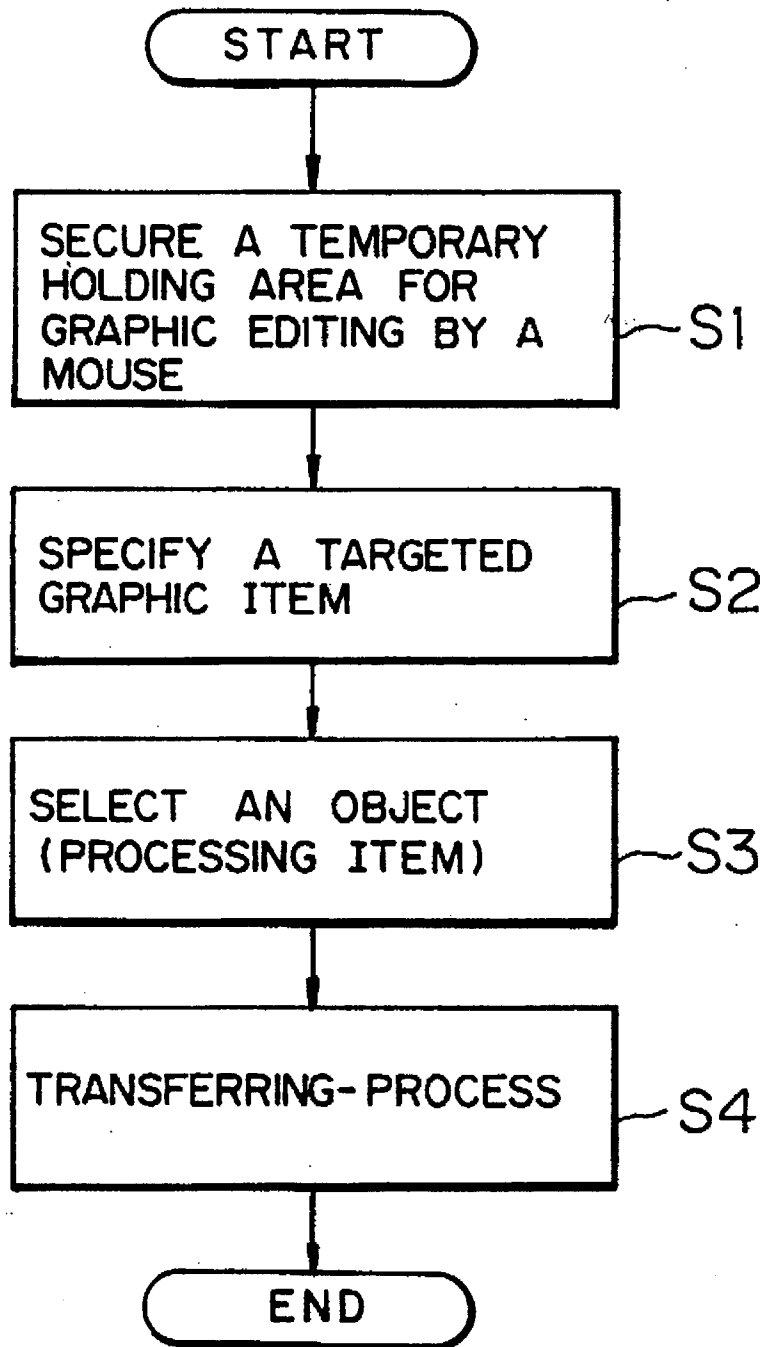 START
SECURE A TEMPORARY
HOLDING AREA FOR
GRAPHIC EDITING BY A
MOUSE
S1
SPECIFY A TARGETED
GRAPHIC ITEM
S2
SELECT AN OBJECT
(PROCESSING ITEM)
S3
TRANSFERRING-PROCESS
S4
END